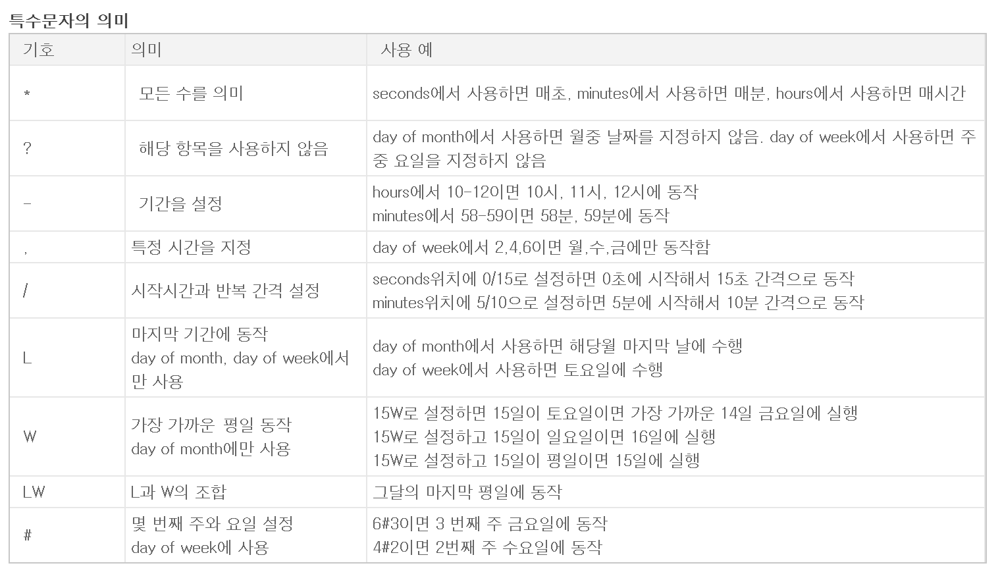 특수문자의 의미
기호 의미 사용 예
* 모든 수를 의미 seconds에서 사용하면 매초, minutes에서 사용하면 매분, hours에서 사용하면 매시간
? 해당 항목을 사용하지 않음 day of month에서 사용하면 월중 날짜를 지정하지 않음. day of week에서 사용하면 주
중 요일을 지정하지 않음
- 기간을 설정 hours에서 10-12이면 10시, 11시, 12시에 동작
minutes에서 58-59이면 58분, 59분에 동작
, 특정 시간을 지정 day of week에서 2,4,6이면 월,수,금에만 동작함
/ 시작시간과 반복 간격 설정 seconds위치에 0/15로 설정하면 0초에 시작해서 15초 간격으로 동작
minutes위치에 5/10으로 설정하면 5분에 시작해서 10분 간격으로 동작
L 마지막 기간에 동작
day of month, day of week에서
만 사용
day of month에서 사용하면 해당월 마지막 날에 수행
day of week에서 사용하면 토요일에 수행
W 가장 가까운 평일 동작
day of month에만 사용
15W로 설정하면 15일이 토요일이면 가장 가까운 14일 금요일에 실행
15W로 설정하고 15일이 일요일이면 16일에 실행
15W로 설정하고 15일이 평일이면 15일에 실행
LW L과 W의 조합 그달의 마지막 평일에 동작
# 몇 번째 주와 요일 설정
day of week에 사용
6#3이면 3 번째 주 금요일에 동작
4#2이면 2번째 주 수요일에 동작